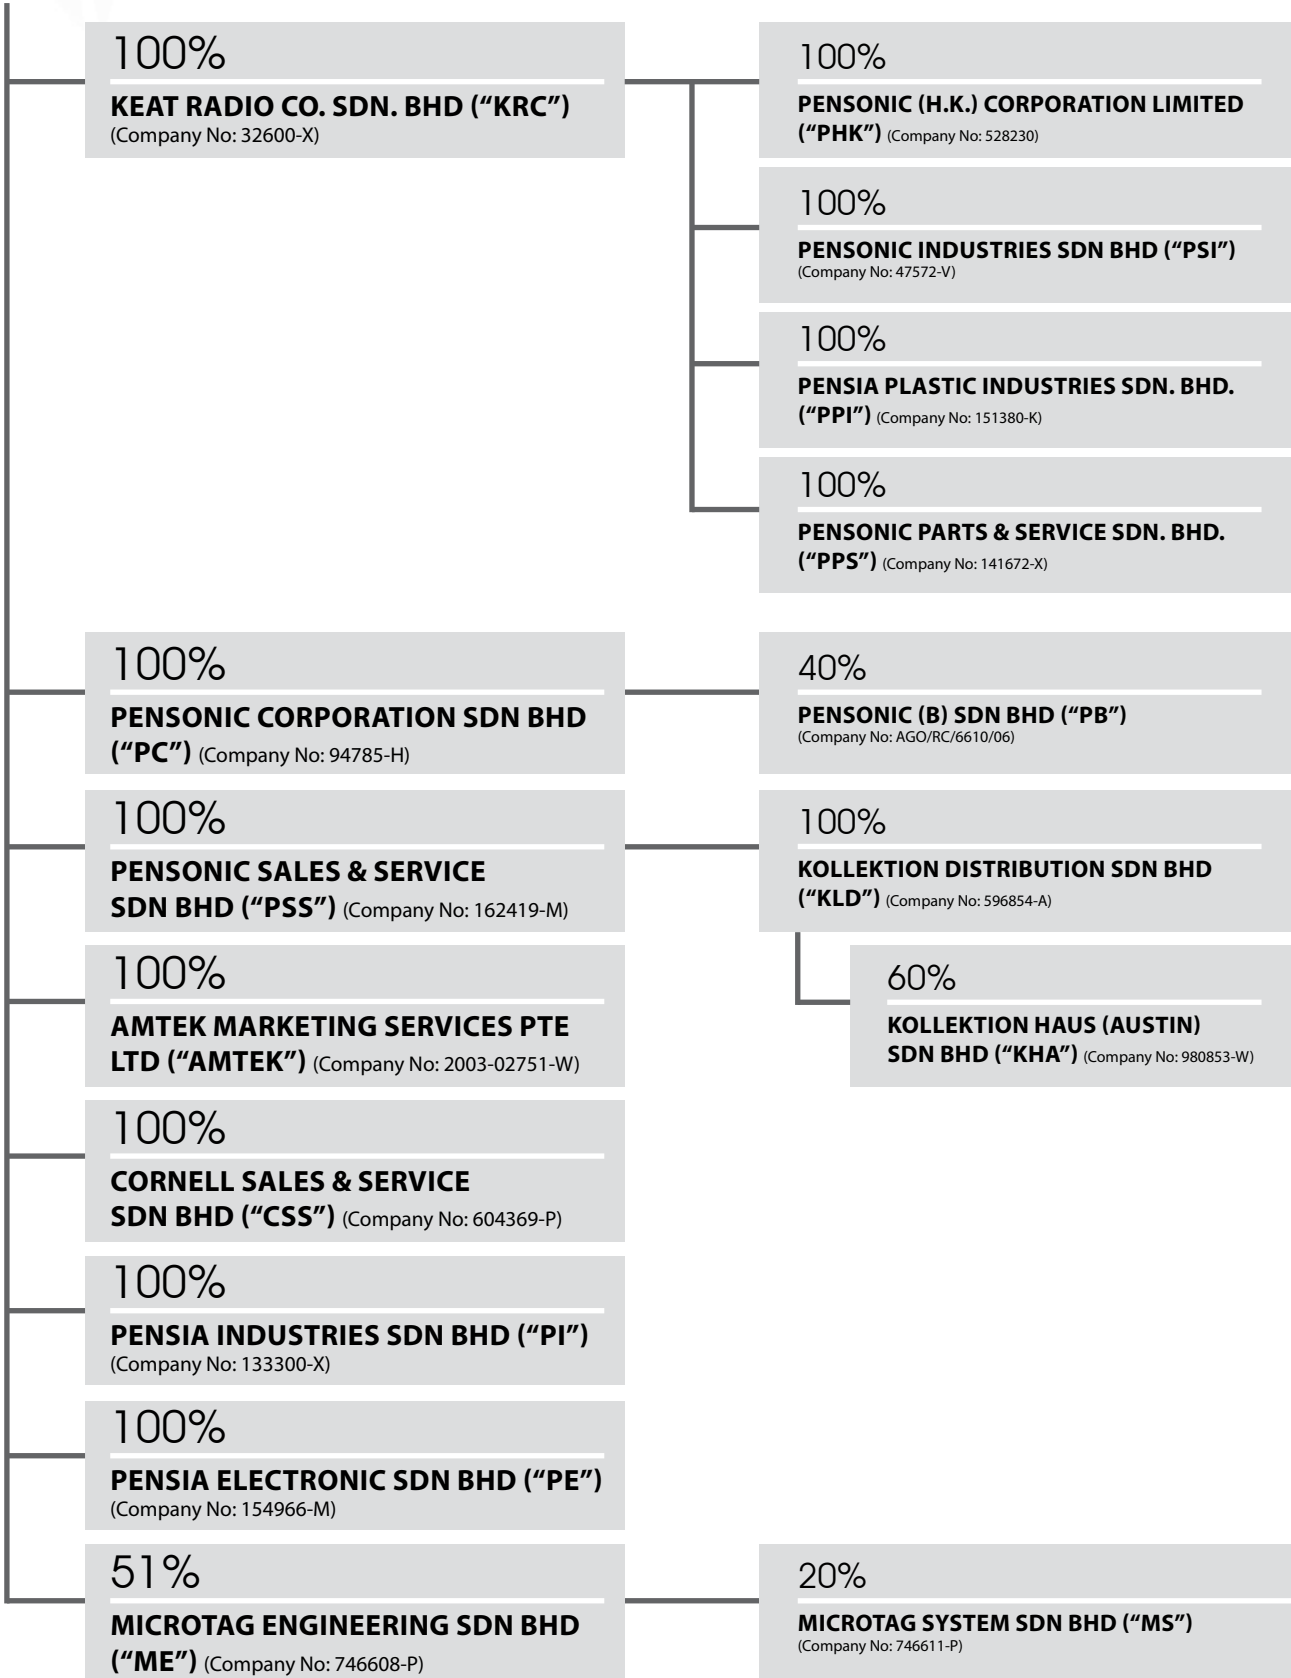 100%
KEAT RADIO CO. SDN. BHD (“KRC”)
(Company No: 32600-X)
100%
PENSONIC (H.K.) CORPORATION LIMITED
(“PHK”) (Company No: 528230)
100%
PENSONIC INDUSTRIES SDN BHD (“PSI”)
(Company No: 47572-V)
100%
PENSIA PLASTIC INDUSTRIES SDN. BHD.
(“PPI”) (Company No: 151380-K)
100%
PENSONIC PARTS & SERVICE SDN. BHD.
(“PPS”) (Company No: 141672-X)
100%
PENSONIC CORPORATION SDN BHD
(“PC”) (Company No: 94785-H)
40%
PENSONIC (B) SDN BHD (“PB”)
(Company No: AGO/RC/6610/06)
100%
PENSONIC SALES & SERVICE
SDN BHD (“PSS”) (Company No: 162419-M)
100%
KOLLEKTION DISTRIBUTION SDN BHD
(“KLD”) (Company No: 596854-A)
60%
KOLLEKTION HAUS (AUSTIN)
SDN BHD (“KHA”) (Company No: 980853-W)
100%
AMTEK MARKETING SERVICES PTE
LTD (“AMTEK”) (Company No: 2003-02751-W)
100%
CORNELL SALES & SERVICE
SDN BHD (“CSS”) (Company No: 604369-P)
100%
PENSIA INDUSTRIES SDN BHD (“PI”)
(Company No: 133300-X)
100%
PENSIA ELECTRONIC SDN BHD (“PE”)
(Company No: 154966-M)
51%
MICROTAG ENGINEERING SDN BHD
(“ME”) (Company No: 746608-P)
20%
MICROTAG SYSTEM SDN BHD (“MS”)
(Company No: 746611-P)